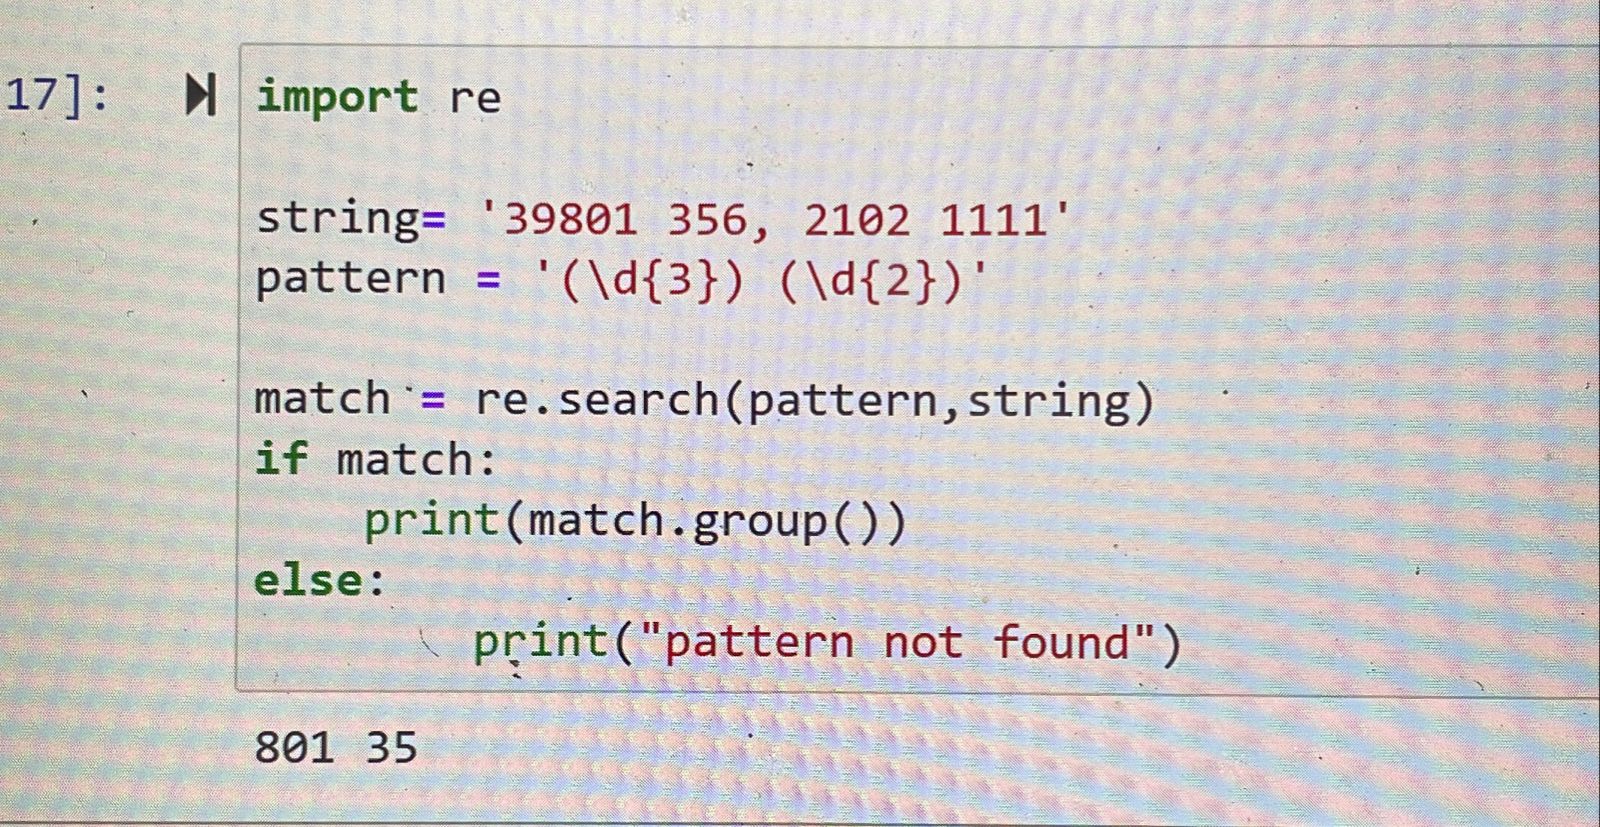 17]:
import re
string= '39801 356, 2102 1111'
pattern = '(\d{3}) (\d{2})'
match = re.search(pattern,string)
if match:
    print(match.group())
else:
        print("pattern not found")
801 35